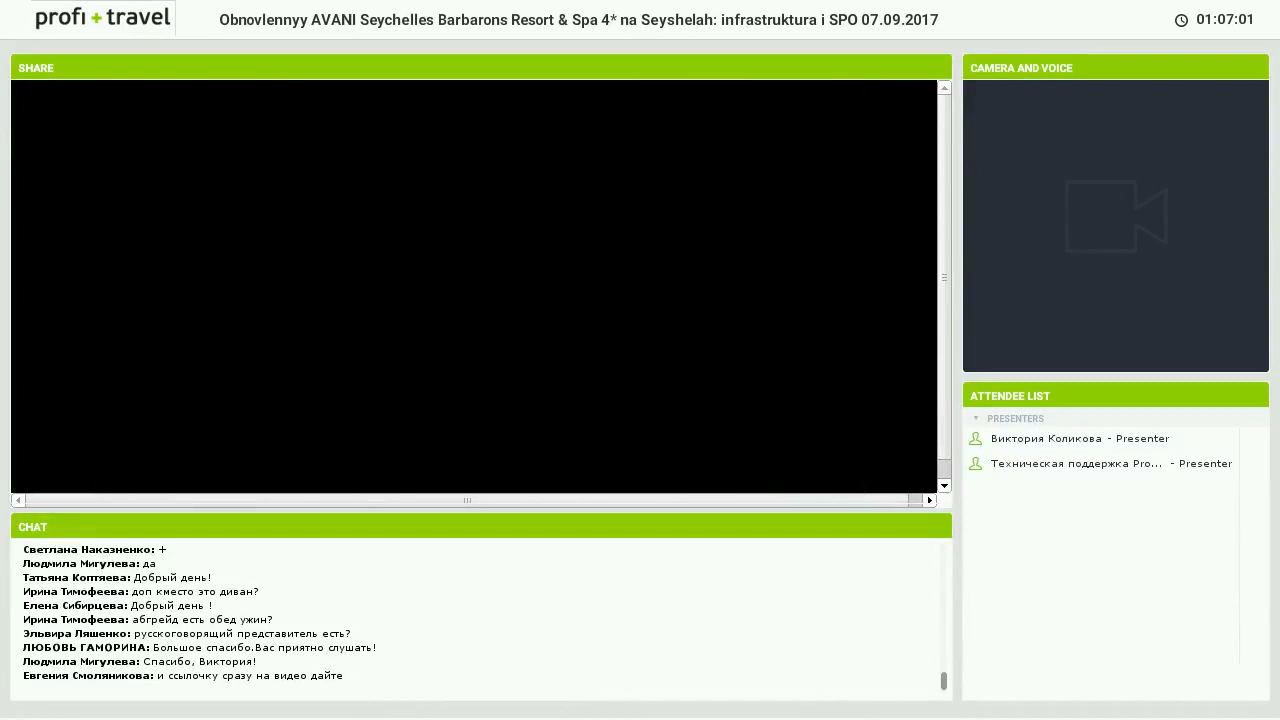 profi + travel
Obnovlennyy AVANI Seychelles Barbarons Resort & Spa 4* na Seyshelah: infrastruktura i SPO 07.09.2017
01:07:01
SHARE
CAMERA AND VOICE
ATTENDEE LIST
PRESENTERS
Виктория Коликова - Presenter
Техническая поддержка Pro... - Presenter
CHAT
Светлана Наказненко: +
Людмила Мигулева: да
Татьяна Коптяева: Добрый день!
Ирина Тимофеева: доп кместо это диван?
Елена Сибирцева: Добрый день !
Ирина Тимофеева: абгрейд есть обед ужин?
Эльвира Ляшенко: русскоговорящий представитель есть?
ЛЮБОВЬ ГАМОРИНА: Большое спасибо.Вас приятно слушать!
Людмила Мигулева: Спасибо, Виктория!
Евгения Смоляникова: и ссылочку сразу на видео дайте